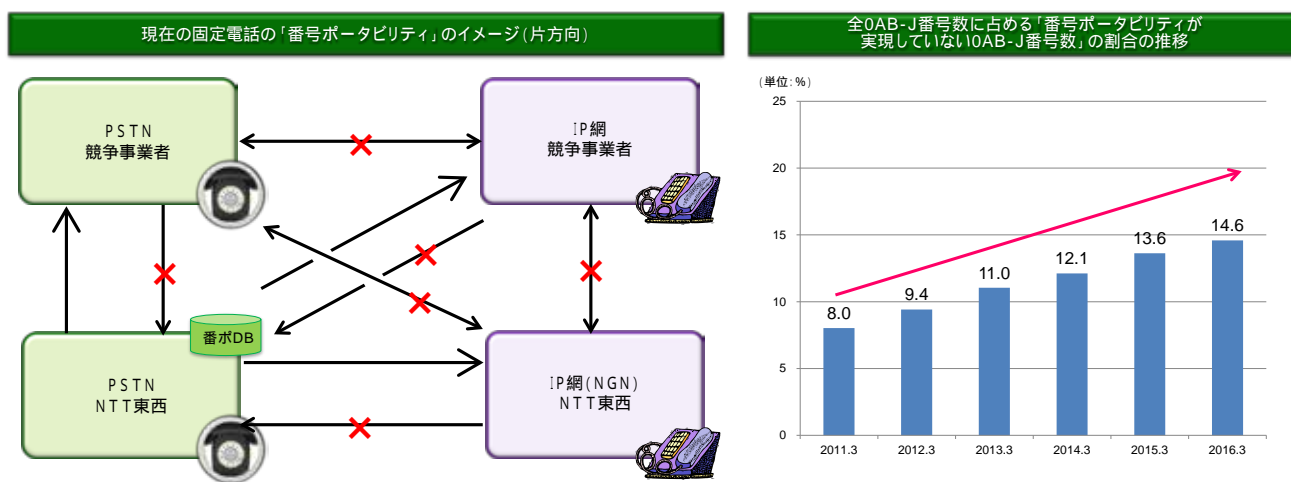 現在の固定電話の「番号ポータビリティ」のイメージ(片方向)
PSTN
競争事業者
IP網
競争事業者
番ポDB
PSTN
NTT東西
IP網(NGN)
NTT東西
全0AB-J番号数に占める「番号ポータビリティが
実現していない0AB-J番号数」の割合の推移
(単位:%)
25
20
15
10
5
0
8.0
9.4
11.0
12.1
13.6
14.6
2011.3
2012.3
2013.3
2014.3
2015.3
2016.3